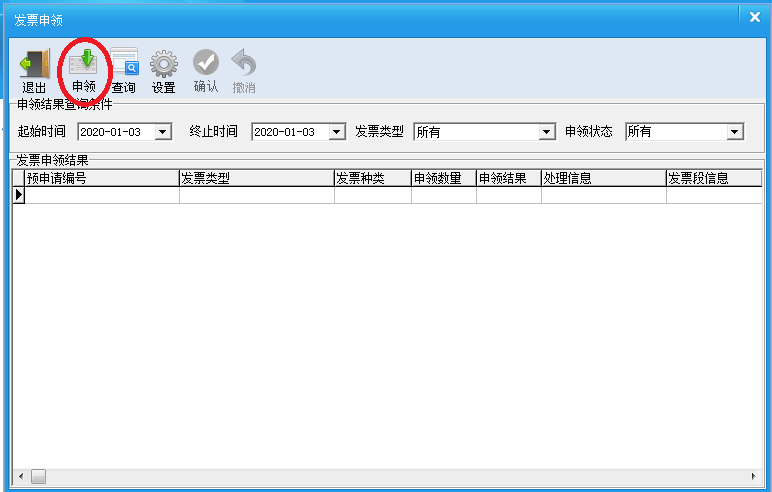 发票申领
退出 申领 查询 设置 确认 撤消
申领结果查询条件
起始时间 2020-01-03 终止时间 2020-01-03 发票类型 所有 申领状态 所有
发票申领结果
预申请编号 发票类型 发票种类 申领数量 申领结果 处理信息 发票段信息